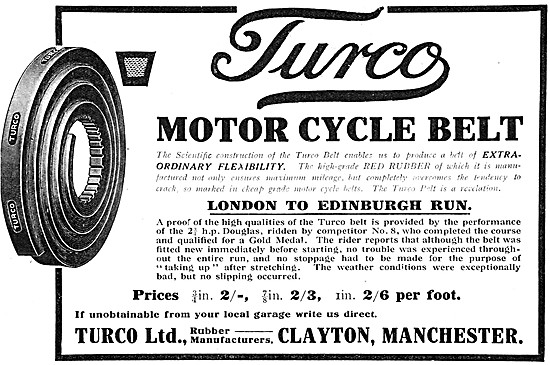 Turco
TURCO
TURCO
TURCO
MOTOR CYCLE BELT
The Scientific construction of the Turco Belt enables us to produce a belt of EXTRA-
ORDINARY FLEXIBILITY. The high-grade RED RUBBER of which it is manu-
factured not only ensures maximum mileage, but completely overcomes the tendency to
crack, so marked in cheap grade motor cycle belts. The Turco Belt is a revelation.
LONDON TO EDINBURGH RUN.
A proof of the high qualities of the Turco belt is provided by the performance
of the 2¾ h.p. Douglas, ridden by competitor No. 8, who completed the course
and qualified for a Gold Medal. The rider reports that although the belt was
fitted new immediately before starting, no trouble was experienced through-
out the entire run, and no stoppage had to be made for the purpose of
"taking up" after stretching. The weather conditions were exceptionally
bad, but no slipping occurred.
Prices ¾in. 2/-, ⅞in. 2/3, 1in. 2/6 per foot.
If unobtainable from your local garage write us direct.
TURCO Ltd., Rubber Manufacturers, CLAYTON, MANCHESTER.